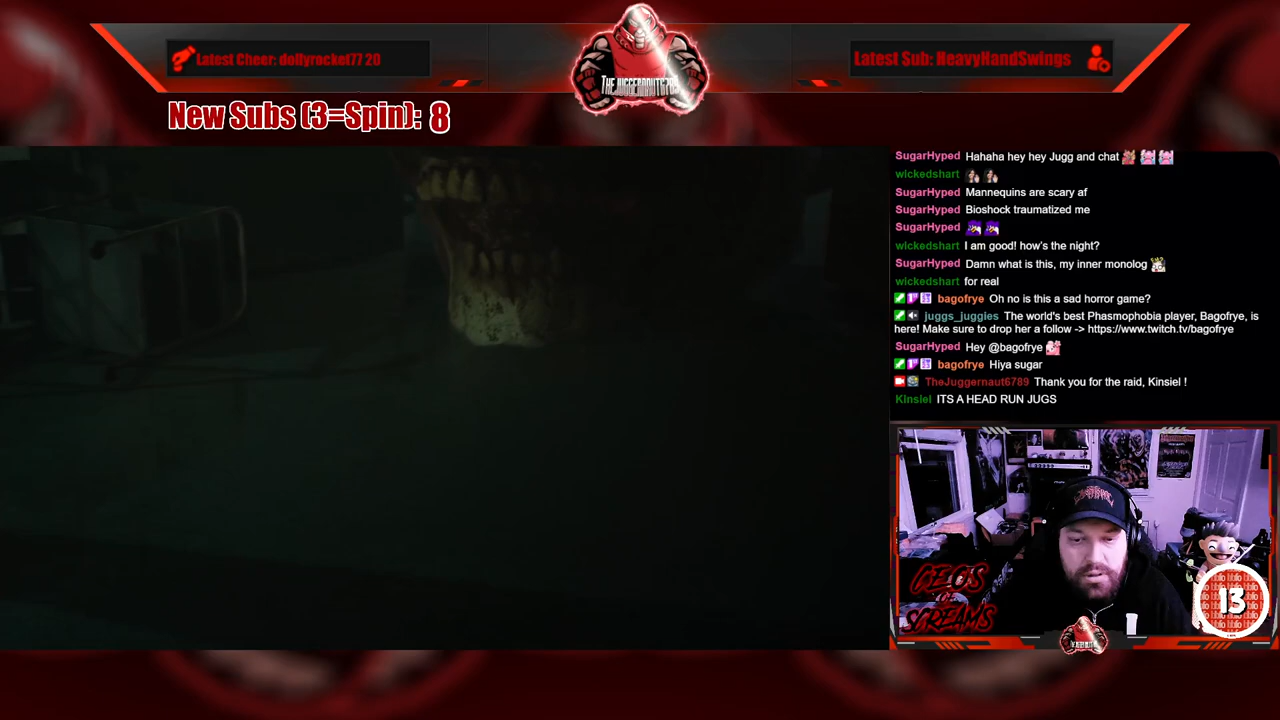 Latest Cheer: dollyrocket77 20
THEJUGGERNAUT6789
Latest Sub: HeavyHandSwings
New Subs (3=Spin): 8
SugarHyped Hahaha hey hey Jugg and chat
wickedshart
SugarHyped Mannequins are scary af
SugarHyped Bioshock traumatized me
SugarHyped
wickedshart I am good! how's the night?
SugarHyped Damn what is this, my inner monolog
wickedshart for real
bagofrye Oh no is this a sad horror game?
juggs_juggies The world's best Phasmophobia player, Bagofrye, is
here! Make sure to drop her a follow -> https://www.twitch.tv/bagofrye
SugarHyped Hey @bagofrye
bagofrye Hiya sugar
TheJuggernaut6789 Thank you for the raid, Kinsiel !
Kinsiel ITS A HEAD RUN JUGS
SCREAMS
13